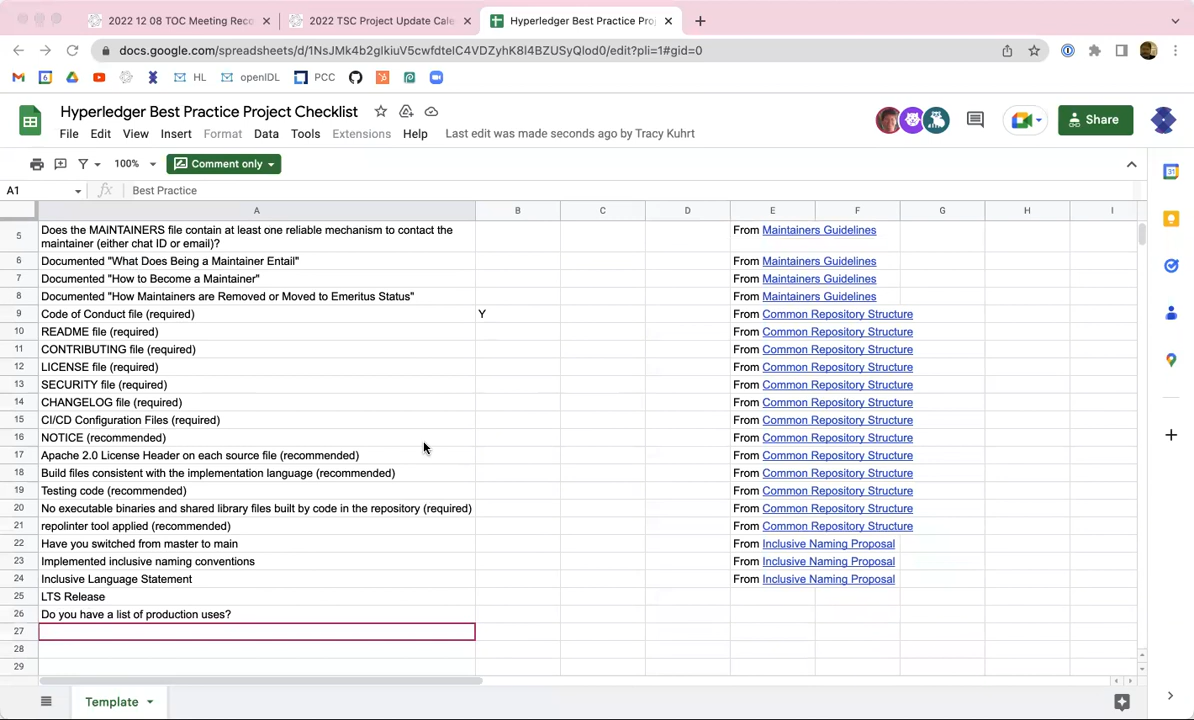 2022 12 08 TOC Meeting Reco
2022 TSC Project Update Cale
Hyperledger Best Practice Pro
docs.google.com/spreadsheets/d/1NsJMk4b2glkiuV5cwfdtelC4VDZyhK8l4BZUSyQlod0/edit?pli=1#gid=0
HL
openIDL
PCC
Hyperledger Best Practice Project Checklist
Share
File Edit View Insert Format Data Tools Extensions Help Last edit was made seconds ago by Tracy Kuhrt
100% Comment only
A1 fx Best Practice
A B C D E F G H I
5 Does the MAINTAINERS file contain at least one reliable mechanism to contact the From Maintainers Guidelines
maintainer (either chat ID or email)?
6 Documented "What Does Being a Maintainer Entail" From Maintainers Guidelines
7 Documented "How to Become a Maintainer" From Maintainers Guidelines
8 Documented "How Maintainers are Removed or Moved to Emeritus Status" From Maintainers Guidelines
9 Code of Conduct file (required) Y From Common Repository Structure
10 README file (required) From Common Repository Structure
11 CONTRIBUTING file (required) From Common Repository Structure
12 LICENSE file (required) From Common Repository Structure
13 SECURITY file (required) From Common Repository Structure
14 CHANGELOG file (required) From Common Repository Structure
15 CI/CD Configuration Files (required) From Common Repository Structure
16 NOTICE (recommended) From Common Repository Structure
17 Apache 2.0 License Header on each source file (recommended) From Common Repository Structure
18 Build files consistent with the implementation language (recommended) From Common Repository Structure
19 Testing code (recommended) From Common Repository Structure
20 No executable binaries and shared library files built by code in the repository (required) From Common Repository Structure
21 repolinter tool applied (recommended) From Common Repository Structure
22 Have you switched from master to main From Inclusive Naming Proposal
23 Implemented inclusive naming conventions From Inclusive Naming Proposal
24 Inclusive Language Statement From Inclusive Naming Proposal
25 LTS Release
26 Do you have a list of production uses?
27
28
29
Template